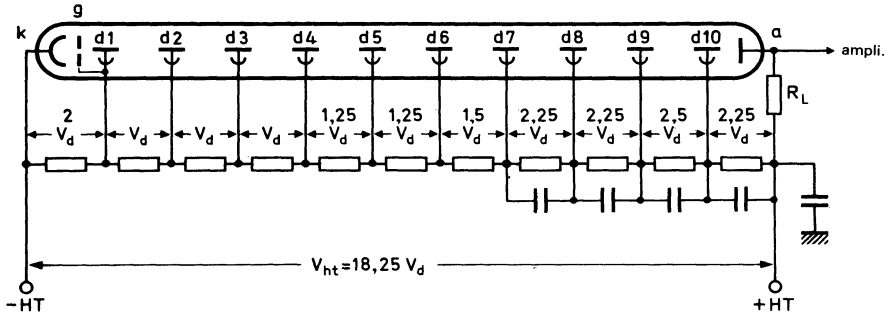 g
k d1 d2 d3 d4 d5 d6 d7 d8 d9 d10 a
ampli.
R_L
2 1,25 1,25 1,5 2,25 2,25 2,5 2,25
V_d V_d V_d V_d V_d V_d V_d V_d V_d V_d V_d
V_ht=18,25 V_d
-HT +HT